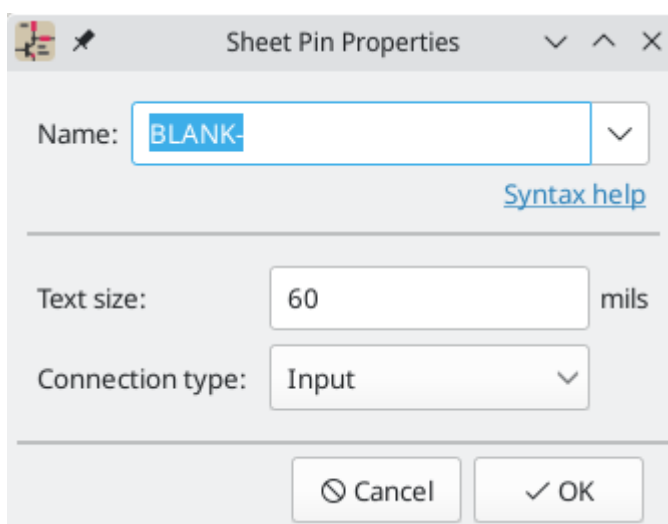 Sheet Pin Properties
Name: BLANK-
Syntax help
Text size: 60 mils
Connection type: Input
Cancel OK